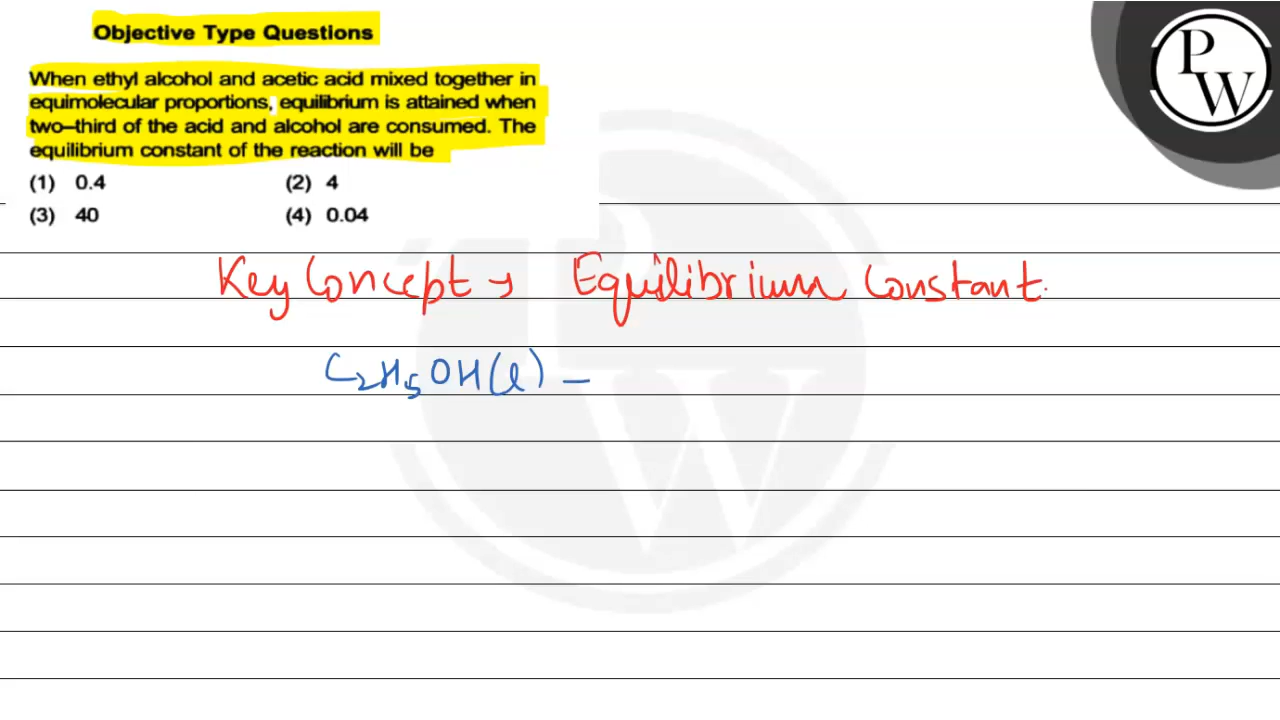 Objective Type Questions
When ethyl alcohol and acetic acid mixed together in
equimolecular proportions, equilibrium is attained when
two–third of the acid and alcohol are consumed. The
equilibrium constant of the reaction will be
(1) 0.4 (2) 4
(3) 40 (4) 0.04
Key Concept → Equilibrium Constant.
C₂H₅OH(l) –
PW